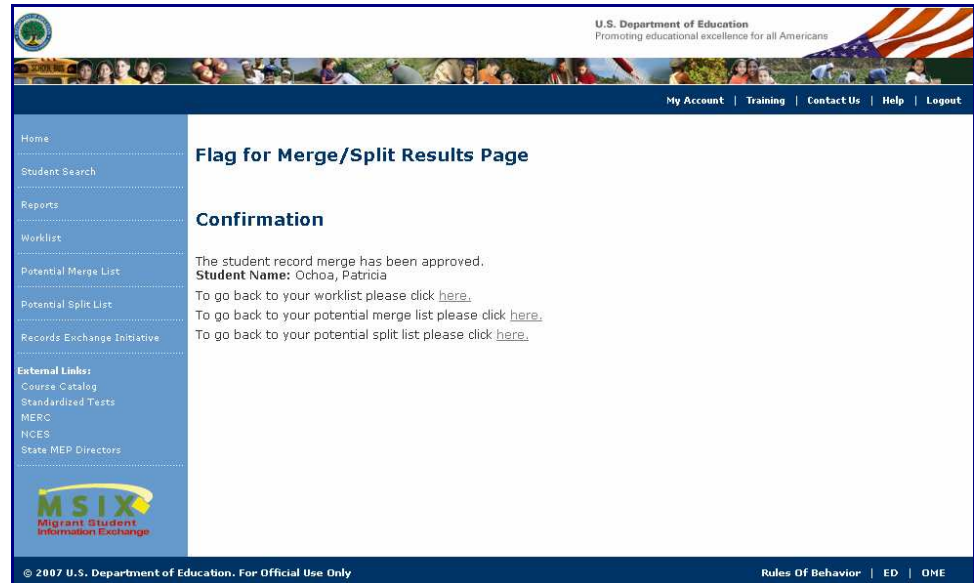 U.S. Department of Education
Promoting educational excellence for all Americans
SCHOOL BUS
My Account | Training | Contact Us | Help | Logout
Home
Student Search
Reports
Worklist
Potential Merge List
Potential Split List
Records Exchange Initiative
External Links:
Course Catalog
Standardized Tests
MERC
NCES
State MEP Directors
MSIX
Migrant Student
Information Exchange
Flag for Merge/Split Results Page
Confirmation
The student record merge has been approved.
Student Name: Ochoa, Patricia
To go back to your worklist please click here.
To go back to your potential merge list please click here.
To go back to your potential split list please click here.
© 2007 U.S. Department of Education. For Official Use Only
Rules Of Behavior | ED | OME